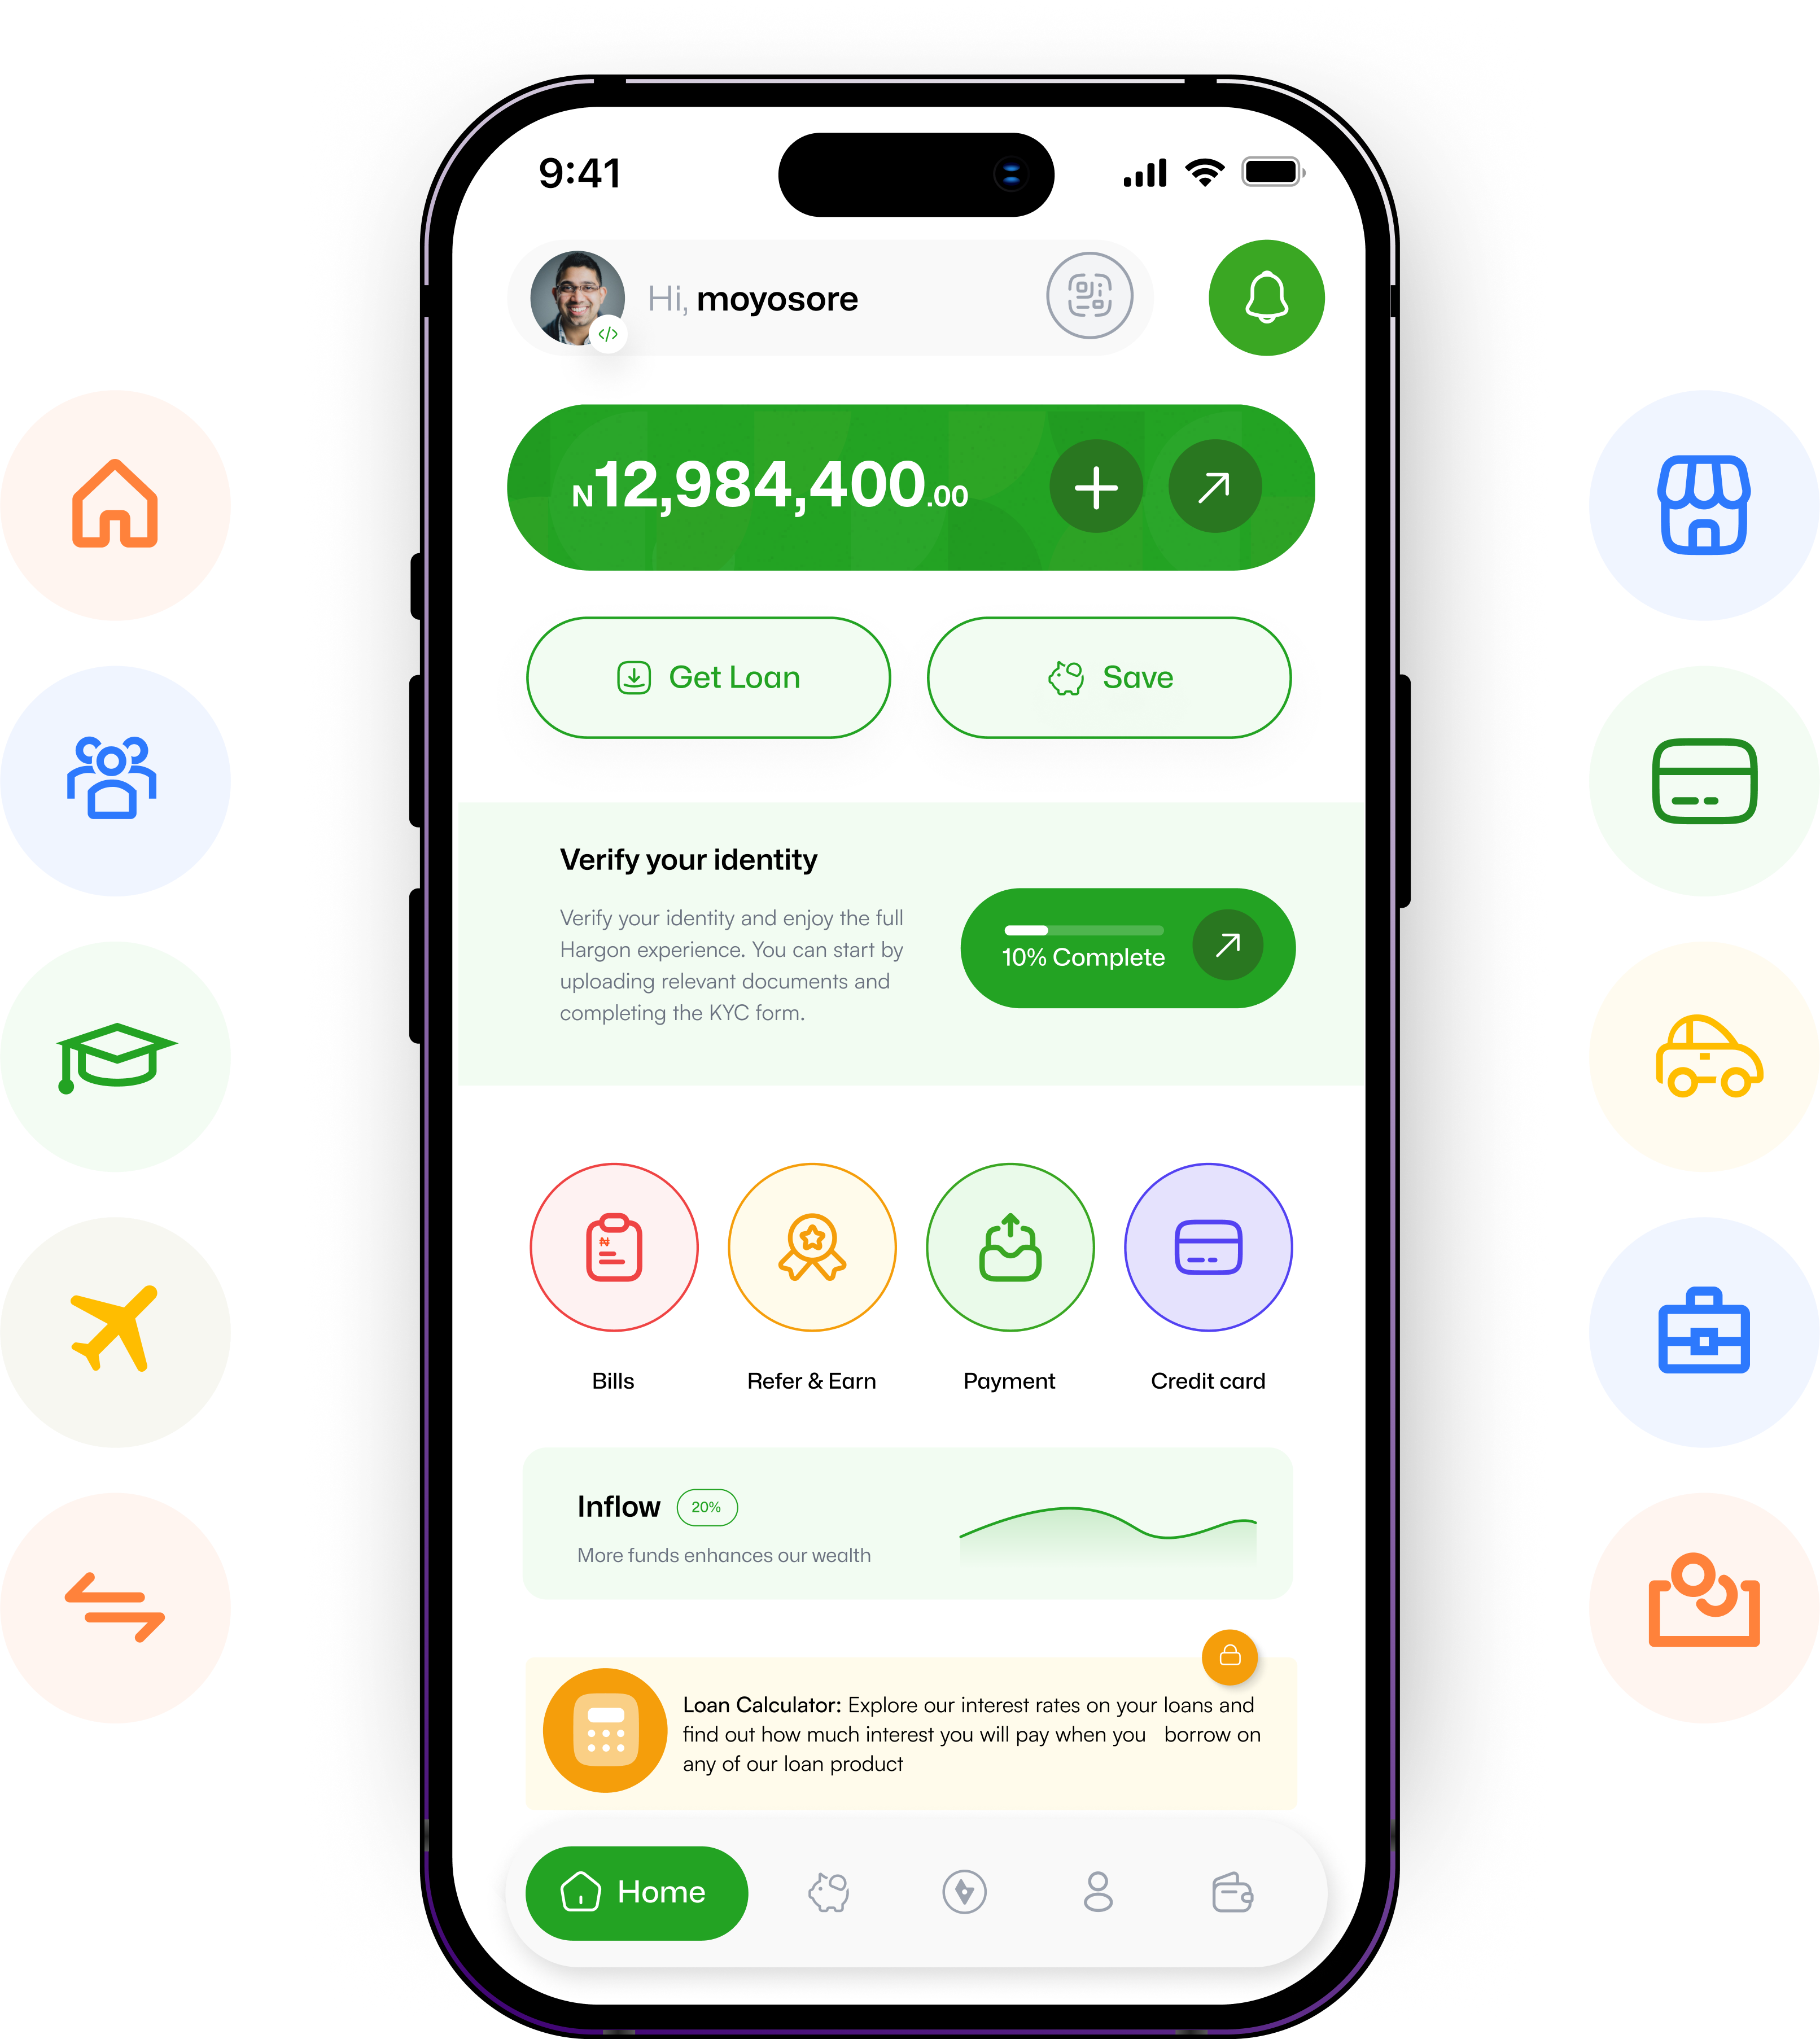 9:41
Hi, moyosore
N12,984,400.00
Get Loan
Save
Verify your identity
Verify your identity and enjoy the full
Hargon experience. You can start by
uploading relevant documents and
completing the KYC form.
10% Complete
₦
Bills
Refer & Earn
Payment
Credit card
Inflow
20%
More funds enhances our wealth
Loan Calculator: Explore our interest rates on your loans and
find out how much interest you will pay when you borrow on
any of our loan product
Home